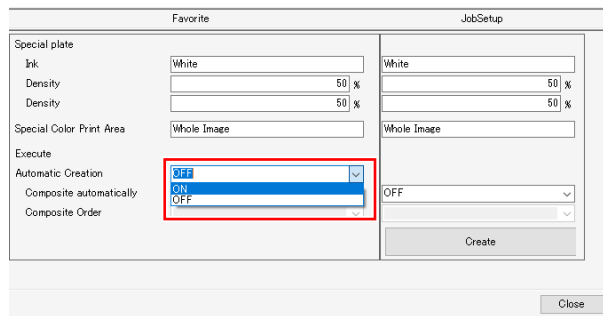 Favorite JobSetup
Special plate
Ink White White
Density 50 % 50 %
Density 50 % 50 %
Special Color Print Area Whole Image Whole Image
Execute
Automatic Creation OFF
ON
Composite automatically OFF OFF
Composite Order
Create
Close